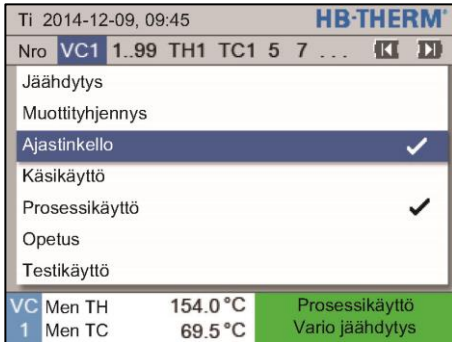 Ti 2014-12-09, 09:45 HB-THERM®
Nro VC1 1..99 TH1 TC1 5 7 ...
Jäähdytys
Muottityhjennys
Ajastinkello
Käsikäyttö
Prosessikäyttö
Opetus
Testikäyttö
VC Men TH 154.0 °C Prosessikäyttö
1 Men TC 69.5 °C Vario jäähdytys